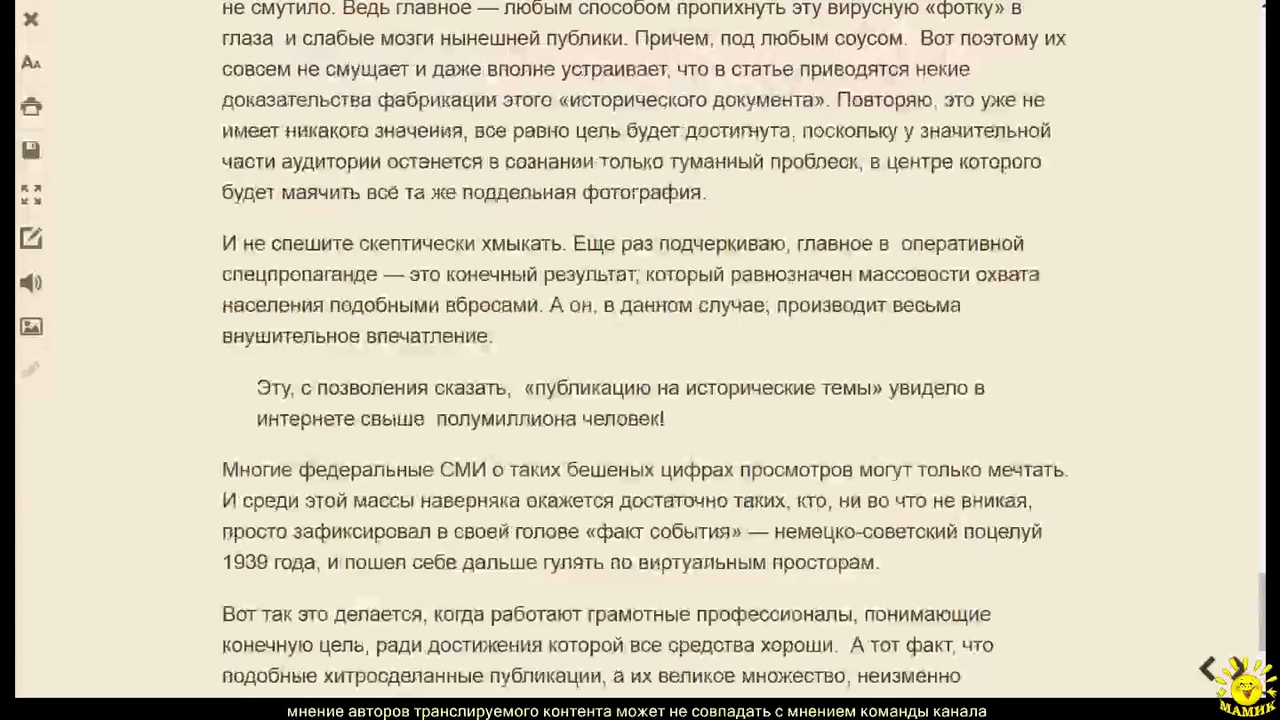 не смутило. Ведь главное — любым способом пропихнуть эту вирусную «фотку» в
глаза и слабые мозги нынешней публики. Причем, под любым соусом. Вот поэтому их
совсем не смущает и даже вполне устраивает, что в статье приводятся некие
доказательства фабрикации этого «исторического документа». Повторяю, это уже не
имеет никакого значения, все равно цель будет достигнута, поскольку у значительной
части аудитории останется в сознании только туманный проблеск, в центре которого
будет маячить всё та же поддельная фотография.
И не спешите скептически хмыкать. Еще раз подчеркиваю, главное в оперативной
спецпропаганде — это конечный результат, который равнозначен массовости охвата
населения подобными вбросами. А он, в данном случае, производит весьма
внушительное впечатление.
Эту, с позволения сказать, «публикацию на исторические темы» увидело в
интернете свыше полумиллиона человек!
Многие федеральные СМИ о таких бешеных цифрах просмотров могут только мечтать.
И среди этой массы наверняка окажется достаточно таких, кто, ни во что не вникая,
просто зафиксировал в своей голове «факт события» — немецко-советский поцелуй
1939 года, и пошел себе дальше гулять по виртуальным просторам.
Вот так это делается, когда работают грамотные профессионалы, понимающие
конечную цель, ради достижения которой все средства хороши. А тот факт, что
подобные хитросделанные публикации, а их великое множество, неизменно
МАМИК
мнение авторов транслируемого контента может не совпадать с мнением команды канала